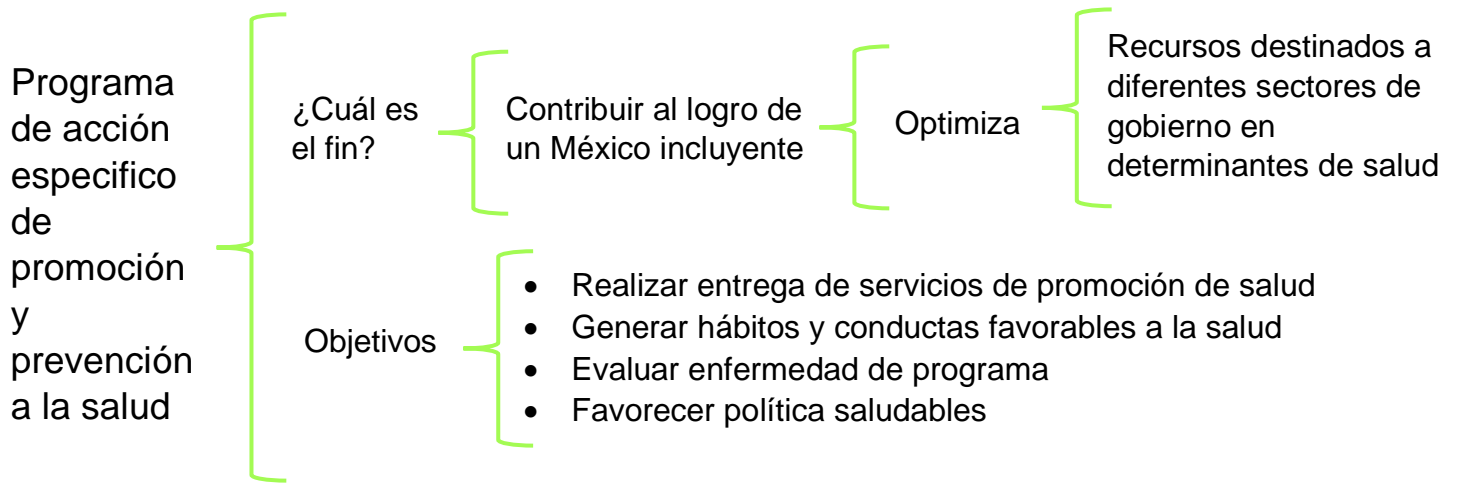 Programa
de acción
especifico
de
promoción
y
prevención
a la salud
¿Cuál es
el fin?
Contribuir al logro de
un México incluyente
Optimiza
Recursos destinados a
diferentes sectores de
gobierno en
determinantes de salud
Objetivos
• Realizar entrega de servicios de promoción de salud
• Generar hábitos y conductas favorables a la salud
• Evaluar enfermedad de programa
• Favorecer política saludables